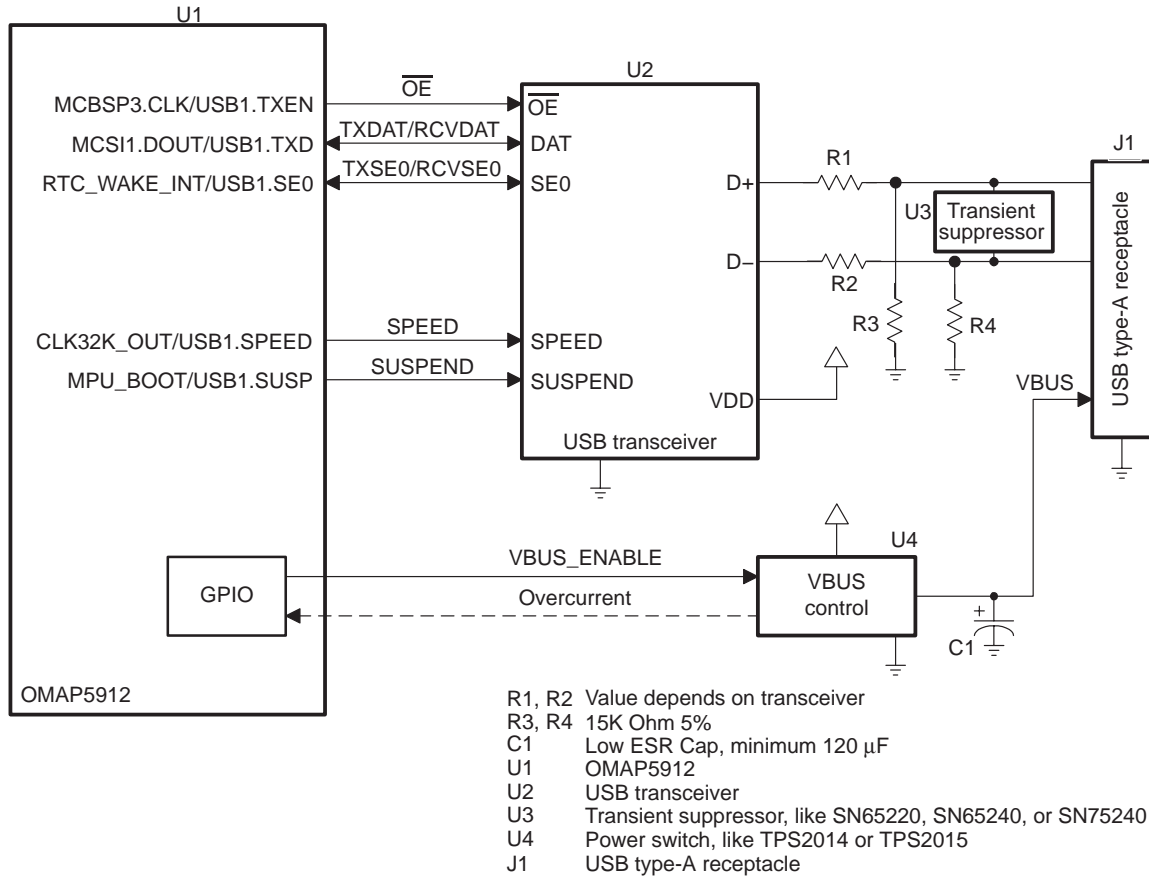 U1
MCBSP3.CLK/USB1.TXEN
MCSI1.DOUT/USB1.TXD
RTC_WAKE_INT/USB1.SE0
CLK32K_OUT/USB1.SPEED
MPU_BOOT/USB1.SUSP
GPIO
OMAP5912
OE
TXDAT/RCVDAT
TXSE0/RCVSE0
SPEED
SUSPEND
VBUS_ENABLE
Overcurrent
U2
OE
DAT
SE0
SPEED
SUSPEND
D+
D−
VDD
USB transceiver
R1
R2
R3
R4
U3
Transient
suppressor
J1
USB type-A receptacle
VBUS
U4
VBUS
control
+
C1
R1, R2 Value depends on transceiver
R3, R4 15K Ohm 5%
C1 Low ESR Cap, minimum 120 μF
U1 OMAP5912
U2 USB transceiver
U3 Transient suppressor, like SN65220, SN65240, or SN75240
U4 Power switch, like TPS2014 or TPS2015
J1 USB type-A receptacle